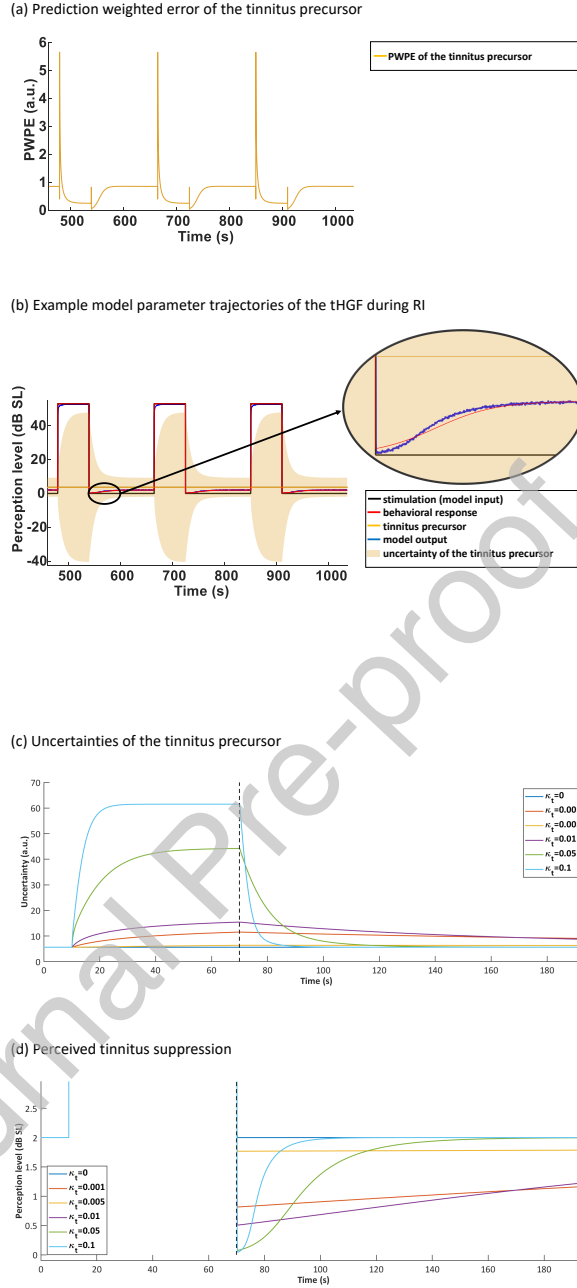 (a) Prediction weighted error of the tinnitus precursor
6
5
4
3
2
1
0
PWPE (a.u.)
PWPE of the tinnitus precursor
500 600 700 800 900 1000
Time (s)
(b) Example model parameter trajectories of the tHGF during RI
40
20
0
-20
-40
Perception level (dB SL)
500 600 700 800 900 1000
Time (s)
stimulation (model input)
behavioral response
tinnitus precursor
model output
uncertainty of the tinnitus precursor
(c) Uncertainties of the tinnitus precursor
70
60
50
40
30
20
10
0
Uncertainty (a.u.)
0 20 40 60 80 100 120 140 160 180
Time (s)
κt=0
κt=0.00
κt=0.00
κt=0.01
κt=0.05
κt=0.1
(d) Perceived tinnitus suppression
2.5
2
1.5
1
0.5
0
Perception level (dB SL)
κt=0
κt=0.001
κt=0.005
κt=0.01
κt=0.05
κt=0.1
0 20 40 60 80 100 120 140 160 180
Time (s)
urnal Pre-proof